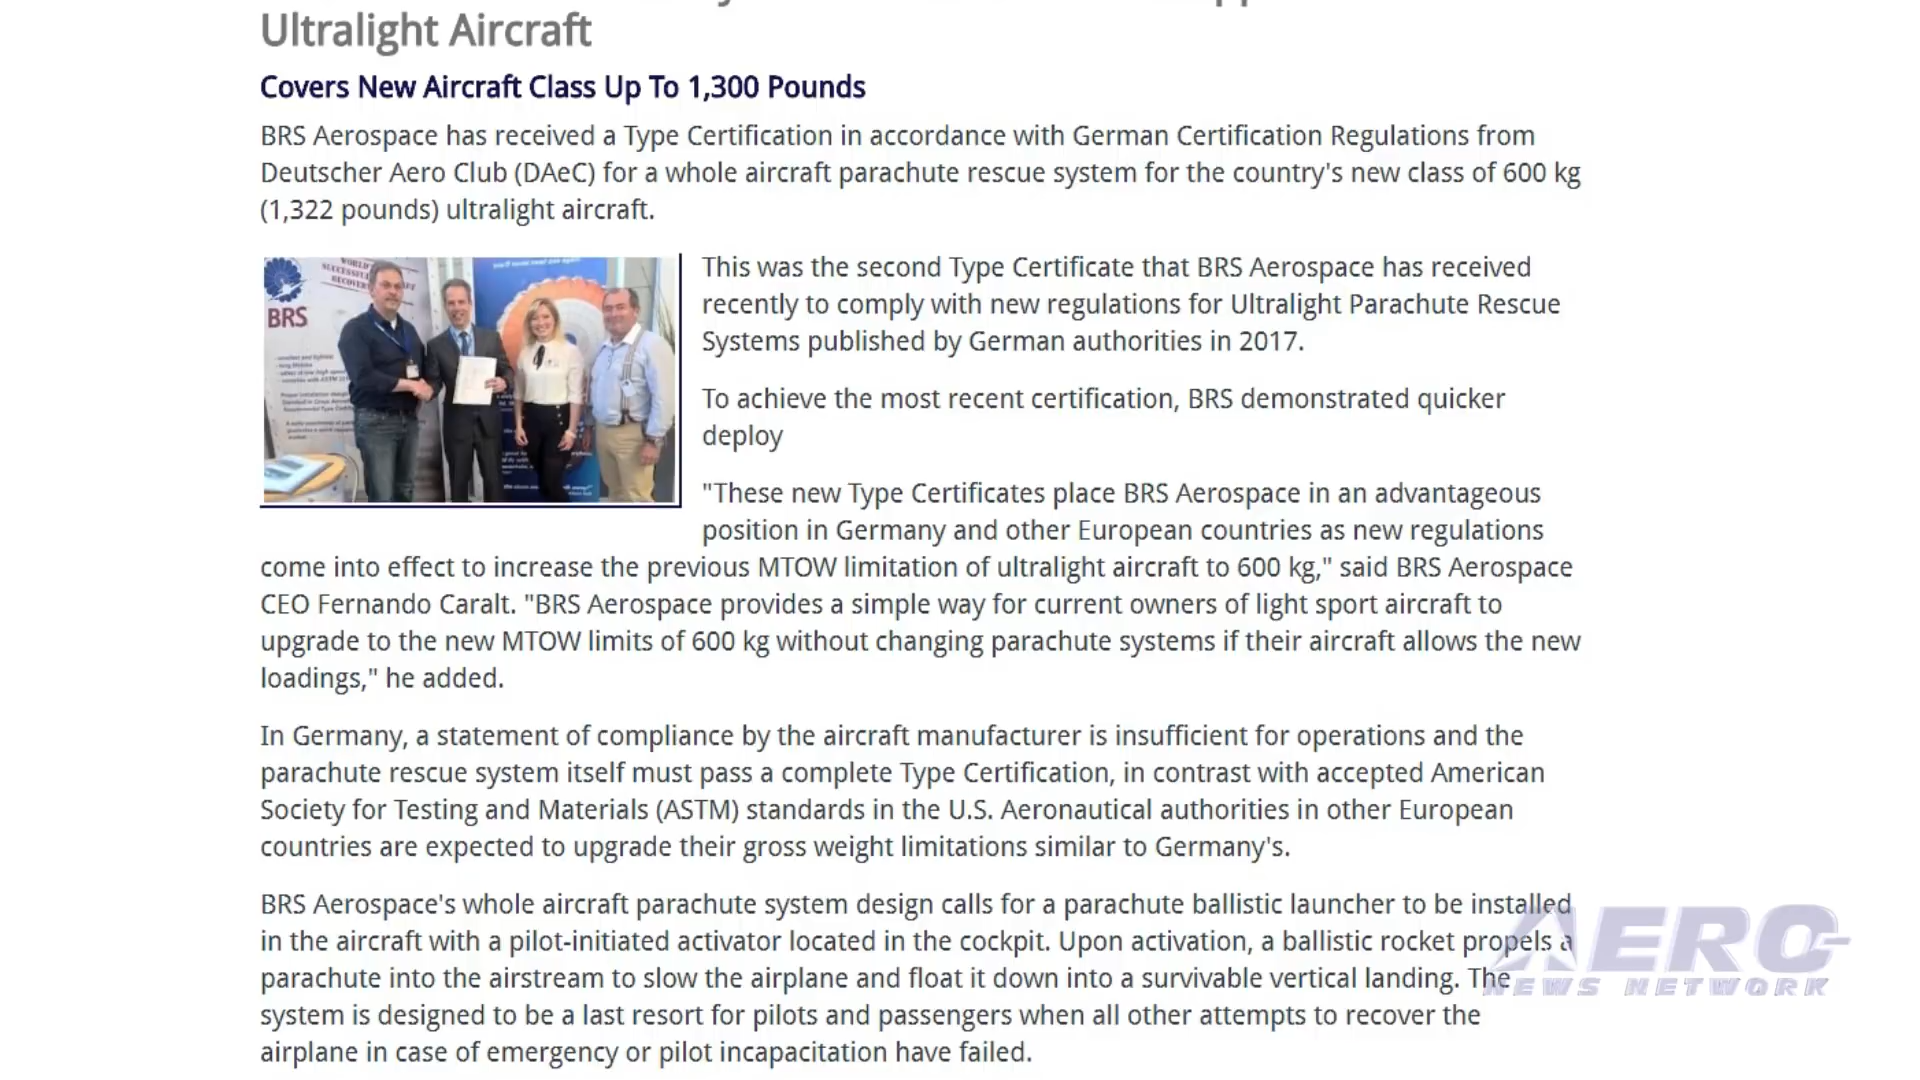 Ultralight Aircraft
Covers New Aircraft Class Up To 1,300 Pounds
BRS Aerospace has received a Type Certification in accordance with German Certification Regulations from
Deutscher Aero Club (DAeC) for a whole aircraft parachute rescue system for the country's new class of 600 kg
(1,322 pounds) ultralight aircraft.
BRS
This was the second Type Certificate that BRS Aerospace has received
recently to comply with new regulations for Ultralight Parachute Rescue
Systems published by German authorities in 2017.
To achieve the most recent certification, BRS demonstrated quicker
deploy
"These new Type Certificates place BRS Aerospace in an advantageous
position in Germany and other European countries as new regulations
come into effect to increase the previous MTOW limitation of ultralight aircraft to 600 kg," said BRS Aerospace
CEO Fernando Caralt. "BRS Aerospace provides a simple way for current owners of light sport aircraft to
upgrade to the new MTOW limits of 600 kg without changing parachute systems if their aircraft allows the new
loadings," he added.
In Germany, a statement of compliance by the aircraft manufacturer is insufficient for operations and the
parachute rescue system itself must pass a complete Type Certification, in contrast with accepted American
Society for Testing and Materials (ASTM) standards in the U.S. Aeronautical authorities in other European
countries are expected to upgrade their gross weight limitations similar to Germany's.
BRS Aerospace's whole aircraft parachute system design calls for a parachute ballistic launcher to be installed
in the aircraft with a pilot-initiated activator located in the cockpit. Upon activation, a ballistic rocket propels a
parachute into the airstream to slow the airplane and float it down into a survivable vertical landing. The
system is designed to be a last resort for pilots and passengers when all other attempts to recover the
airplane in case of emergency or pilot incapacitation have failed.
AERO
NEWS NETWORK